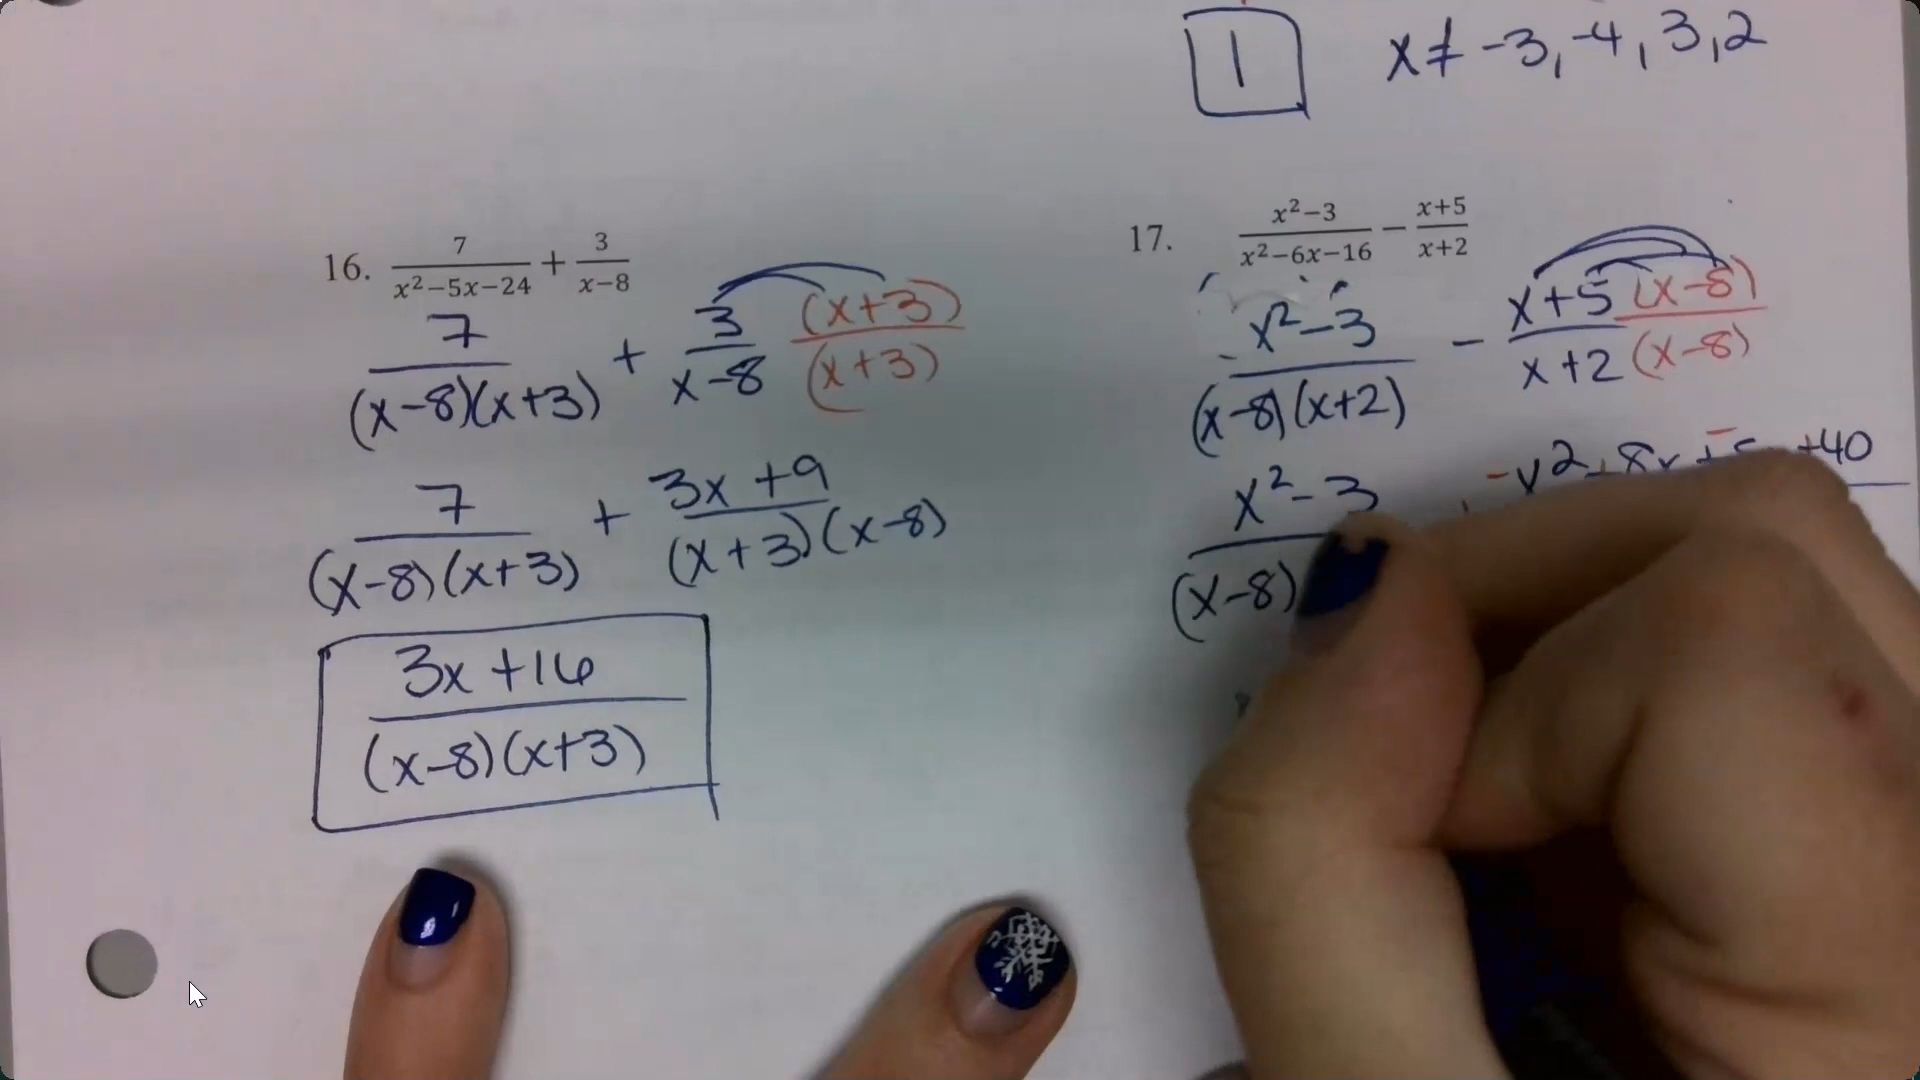 1 x ≠ -3, -4, 3, 2
16. 7/(x²-5x-24) + 3/(x-8)
7/((x-8)(x+3)) + 3/(x-8) (x+3)/(x+3)
7/((x-8)(x+3)) + (3x+9)/((x+3)(x-8))
(3x+16)/((x-8)(x+3))
17. (x²-3)/(x²-6x-16) - (x+5)/(x+2)
(x²-3)/((x-8)(x+2)) - (x+5)/(x+2) (x-8)/(x-8)
x²-3 x² 8x +40
(x-8)